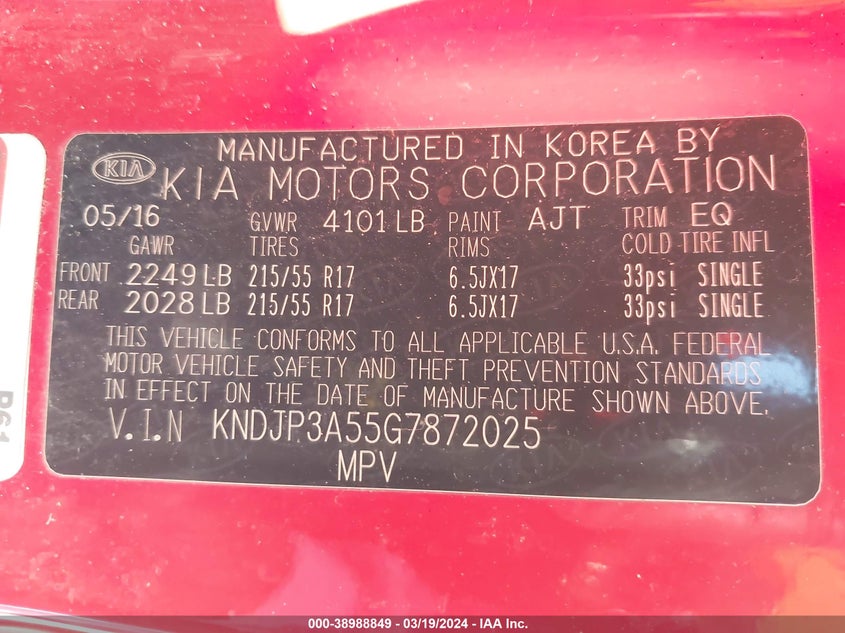 MANUFACTURED IN KOREA BY
KIA KIA MOTORS CORPORATION
05/16 GVWR 4101 LB PAINT AJT TRIM EQ
GAWR TIRES RIMS COLD TIRE INFL
FRONT 2249 LB 215/55 R17 6.5JX17 33psi SINGLE
REAR 2028 LB 215/55 R17 6.5JX17 33psi SINGLE
THIS VEHICLE CONFORMS TO ALL APPLICABLE U.S.A. FEDERAL
MOTOR VEHICLE SAFETY AND THEFT PREVENTION STANDARDS
IN EFFECT ON THE DATE OF MANUFACTURE SHOWN ABOVE.
V.I.N KNDJP3A55G7872025
MPV
000-38988849 - 03/19/2024 - IAA Inc.